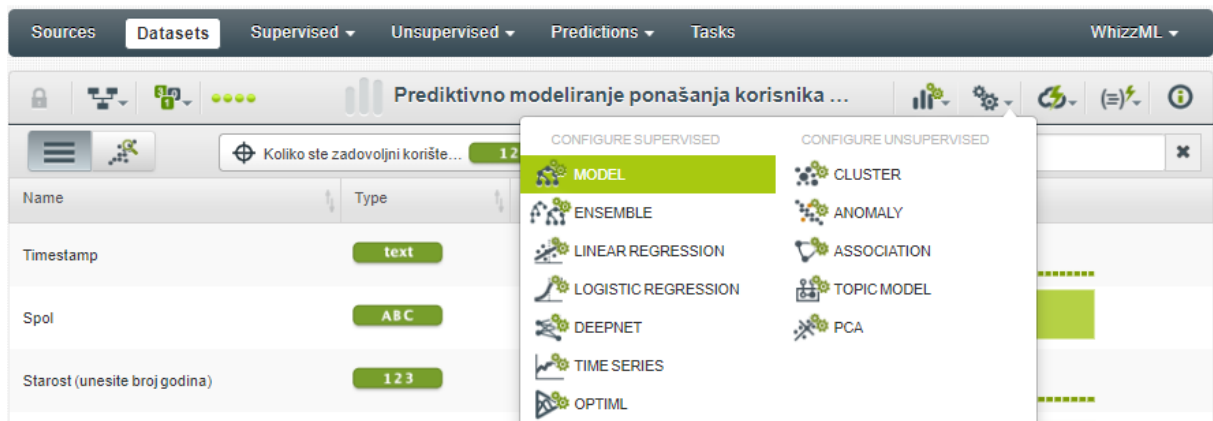 Sources Datasets Supervised Unsupervised Predictions Tasks WhizzML
Prediktivno modeliranje ponašanja korisnika ...
Koliko ste zadovoljni korište... 12
CONFIGURE SUPERVISED CONFIGURE UNSUPERVISED
MODEL CLUSTER
ENSEMBLE ANOMALY
LINEAR REGRESSION ASSOCIATION
LOGISTIC REGRESSION TOPIC MODEL
DEEPNET PCA
TIME SERIES
OPTIML
Name Type
Timestamp text
Spol ABC
Starost (unesite broj godina) 123